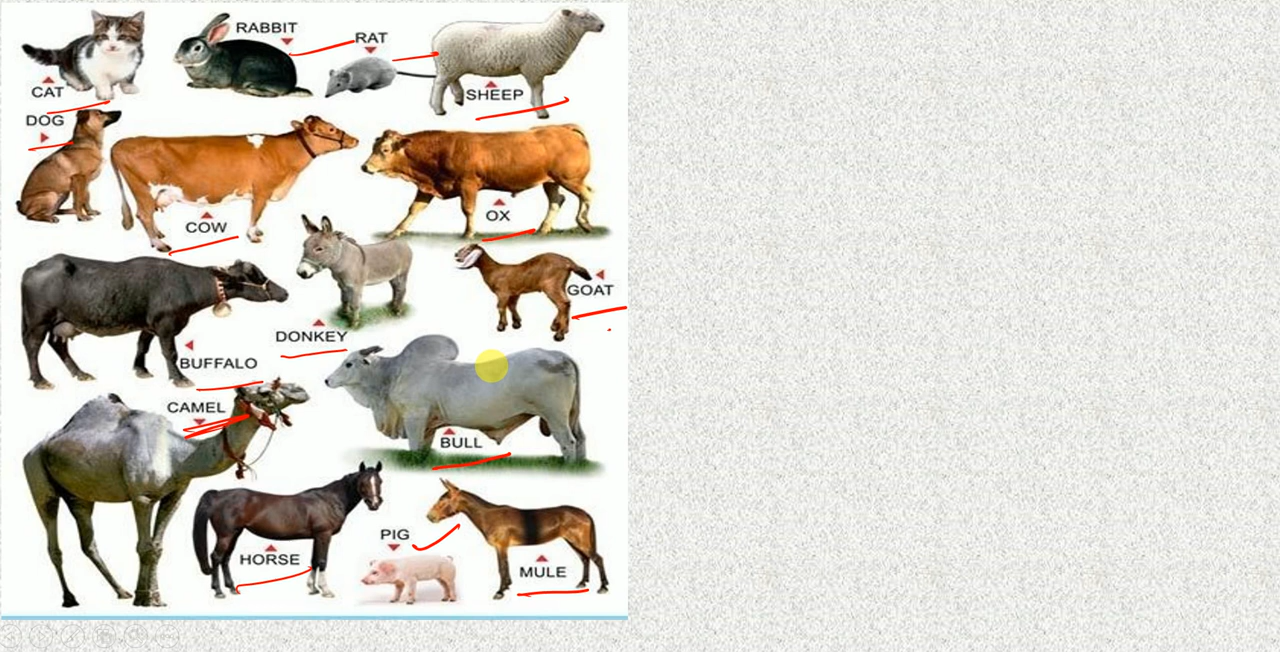 RABBIT
RAT
CAT
SHEEP
DOG
COW
OX
GOAT
DONKEY
BUFFALO
CAMEL
BULL
PIG
HORSE
MULE